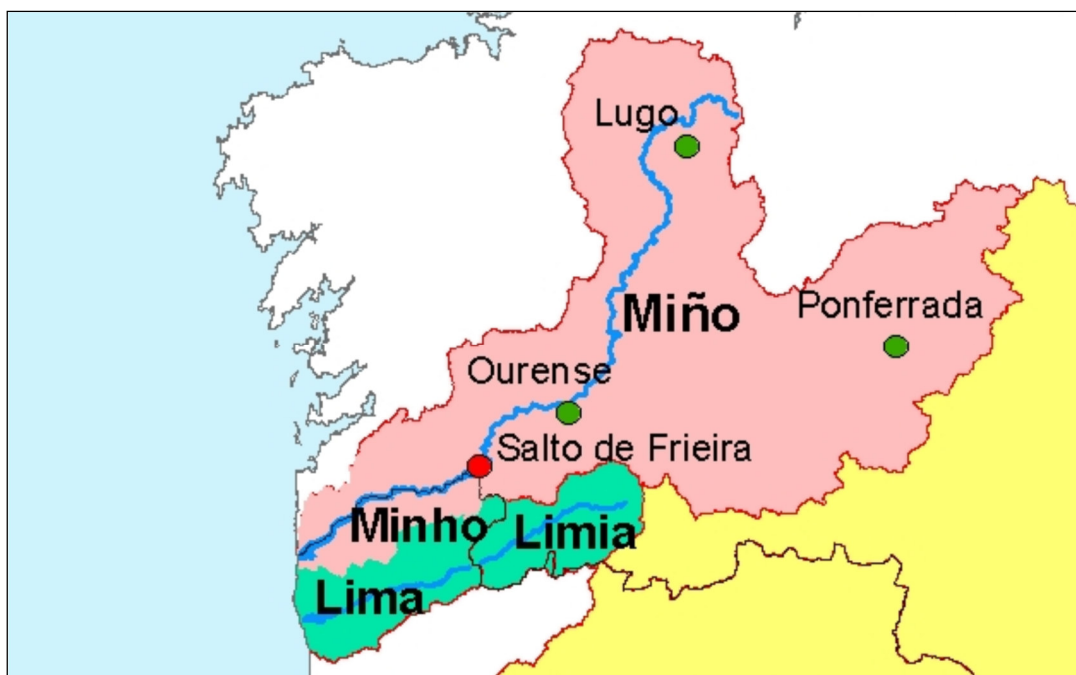 Lugo
Miño
Ponferrada
Ourense
Salto de Frieira
Minho
Limia
Lima